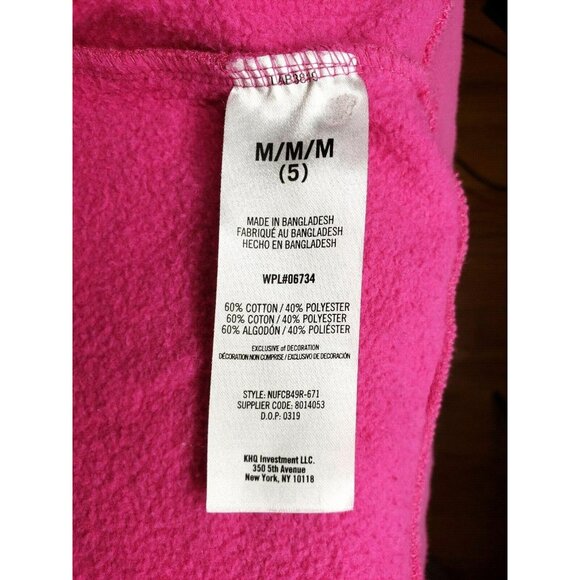 LAB3849
M/M/M
(5)
MADE IN BANGLADESH
FABRIQUÉ AU BANGLADESH
HECHO EN BANGLADESH
WPL#06734
60% COTTON / 40% POLYESTER
60% COTON / 40% POLYESTER
60% ALGODÓN / 40% POLIÉSTER
EXCLUSIVE of DECORATION
DÉCORATION NON COMPRISE / EXCLUSIVO DE DECORACIÓN
STYLE: NUFCB49R-671
SUPPLIER CODE: 8014053
D.O.P: 0319
KHQ Investment LLC.
350 5th Avenue
New York, NY 10118